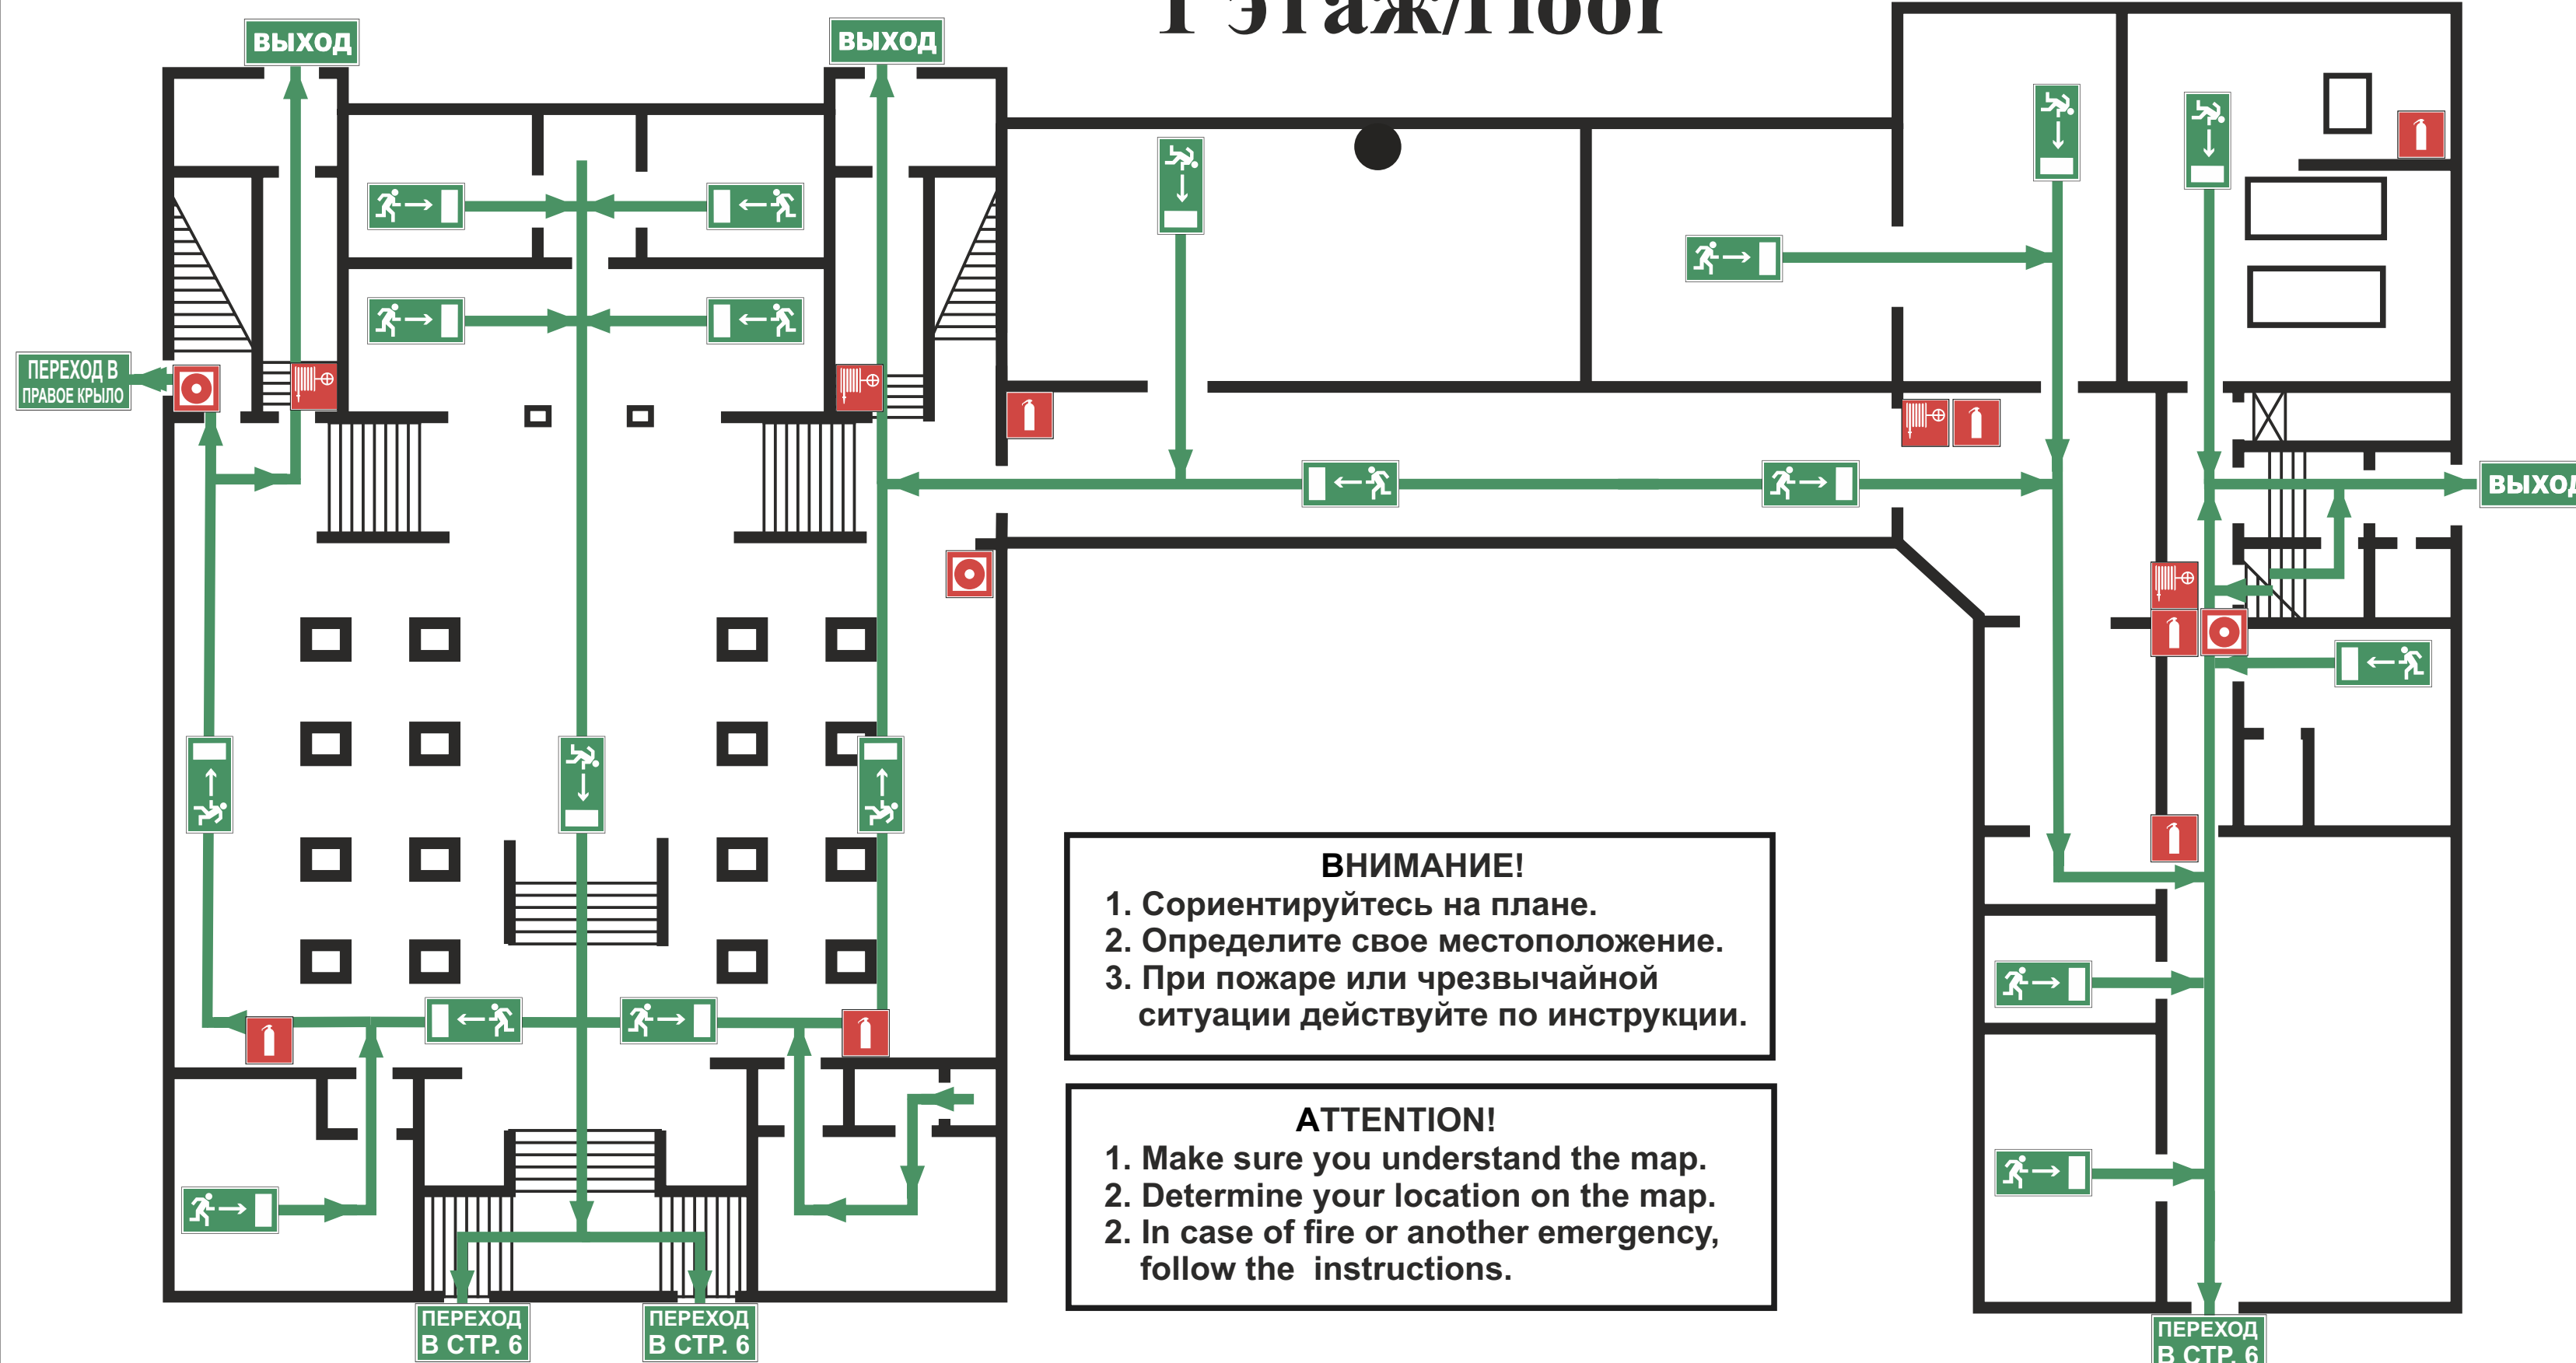 1 этаж/Floor
ВЫХОД
ВЫХОД
ПЕРЕХОД В
ПРАВОЕ КРЫЛО
ВЫХОД
ВНИМАНИЕ!
1. Сориентируйтесь на плане.
2. Определите свое местоположение.
3. При пожаре или чрезвычайной
ситуации действуйте по инструкции.
ATTENTION!
1. Make sure you understand the map.
2. Determine your location on the map.
2. In case of fire or another emergency,
follow the instructions.
ПЕРЕХОД
В СТР. 6
ПЕРЕХОД
В СТР. 6
ПЕРЕХОД
В СТР. 6